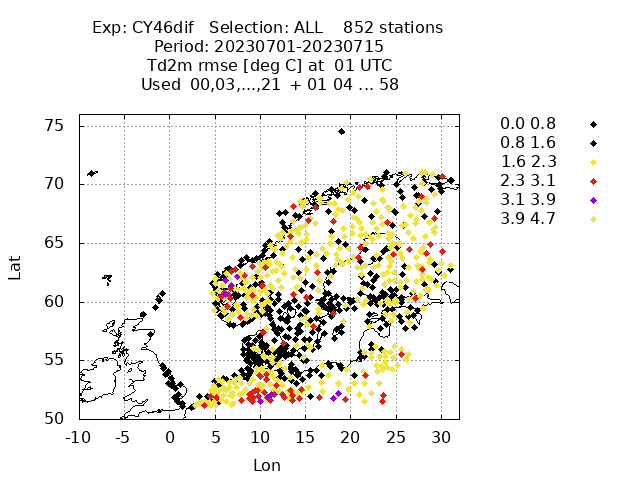 Exp: CY46dif   Selection: ALL    852 stations
Period: 20230701-20230715
Td2m rmse [deg C] at  01 UTC
Used  00,03,...,21  + 01 04 ... 58
0.0 0.8
0.8 1.6
1.6 2.3
2.3 3.1
3.1 3.9
3.9 4.7
Lat
75
70
65
60
55
50
-10 -5 0 5 10 15 20 25 30
Lon